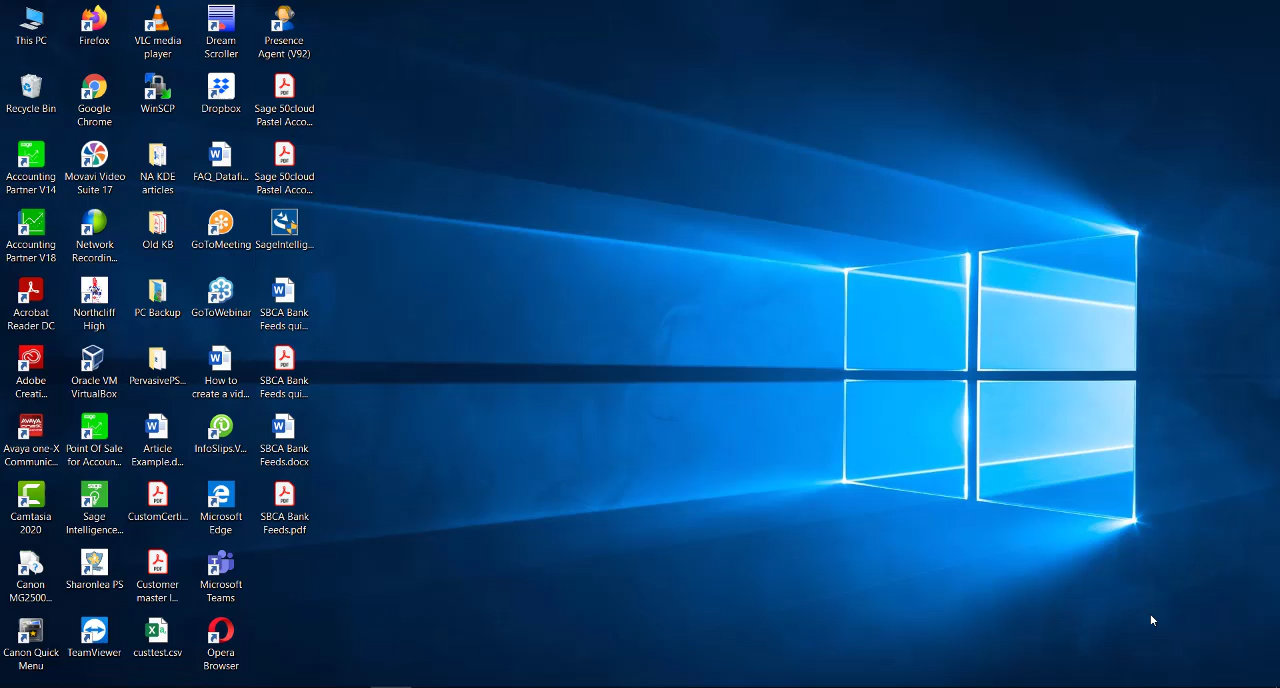 This PC
Firefox
VLC media
player
Dream
Scroller
Presence
Agent (V92)
Recycle Bin
Google
Chrome
WinSCP
Dropbox
Sage 50cloud
Pastel Acco...
Accounting
Partner V14
Movavi Video
Suite 17
NA KDE
articles
FAQ_Datafi...
Sage 50cloud
Pastel Acco...
Accounting
Partner V18
Network
Recordin...
Old KB
GoToMeeting
SageIntellig...
Acrobat
Reader DC
Northcliff
High
PC Backup
GoToWebinar
SBCA Bank
Feeds qui...
Adobe
Creati...
Oracle VM
VirtualBox
PervasivePS...
How to
create a vid...
SBCA Bank
Feeds qui...
Avaya one-X
Communic...
Point Of Sale
for Accoun...
Article
Example.d...
InfoSlips.V...
SBCA Bank
Feeds.docx
Camtasia
2020
Sage
Intelligence...
CustomCerti...
Microsoft
Edge
SBCA Bank
Feeds.pdf
Canon
MG2500...
Sharonlea PS
Customer
master l...
Microsoft
Teams
Canon Quick
Menu
TeamViewer
custtest.csv
Opera
Browser